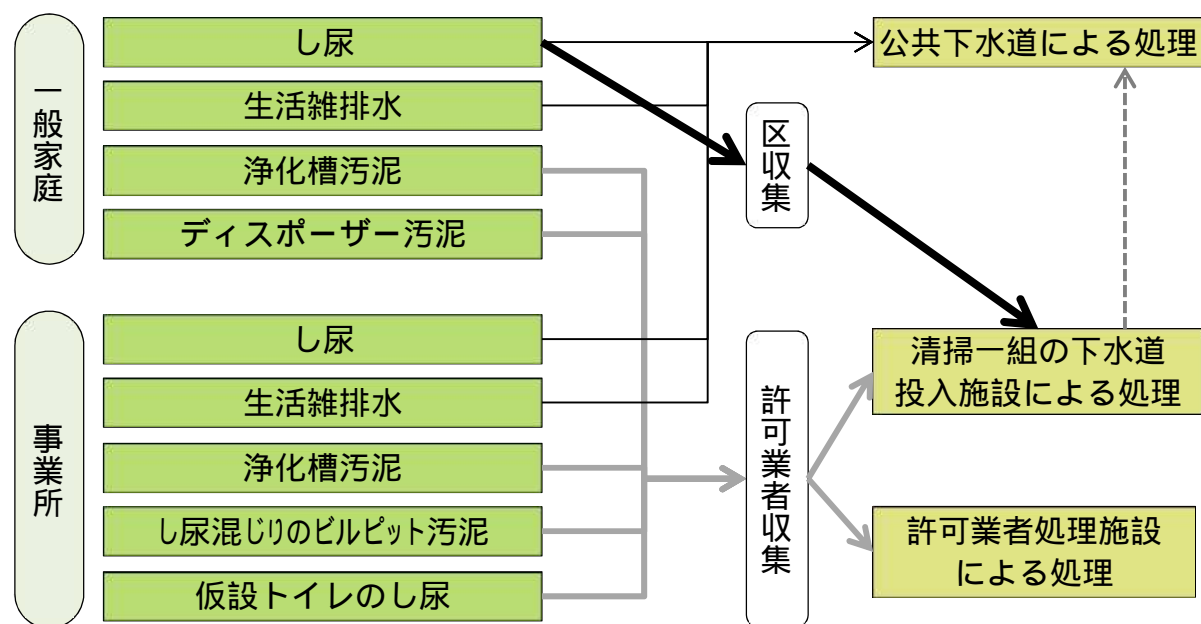 一般家庭
し尿
生活雑排水
浄化槽汚泥
ディスポーザー汚泥
事業所
し尿
生活雑排水
浄化槽汚泥
し尿混じりのビルピット汚泥
仮設トイレのし尿
区収集
許可業者収集
公共下水道による処理
清掃一組の下水道
投入施設による処理
許可業者処理施設
による処理